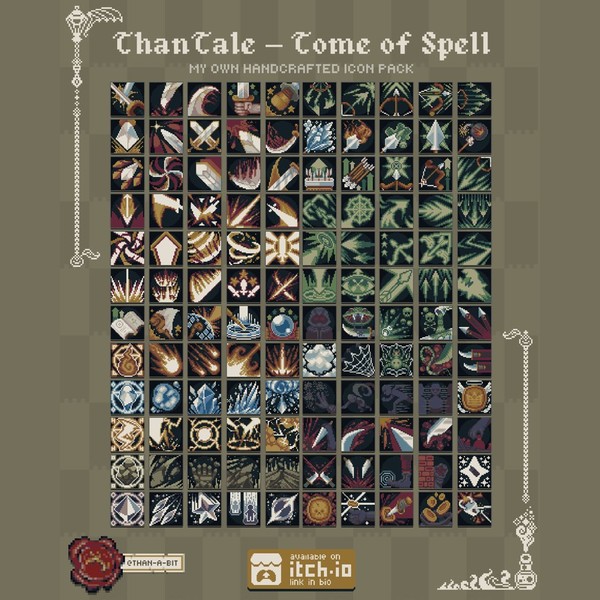 ThanTale – Tome of Spell
MY OWN HANDCRAFTED ICON PACK
@THAN-A-BIT
available on
itch.io
link in bio